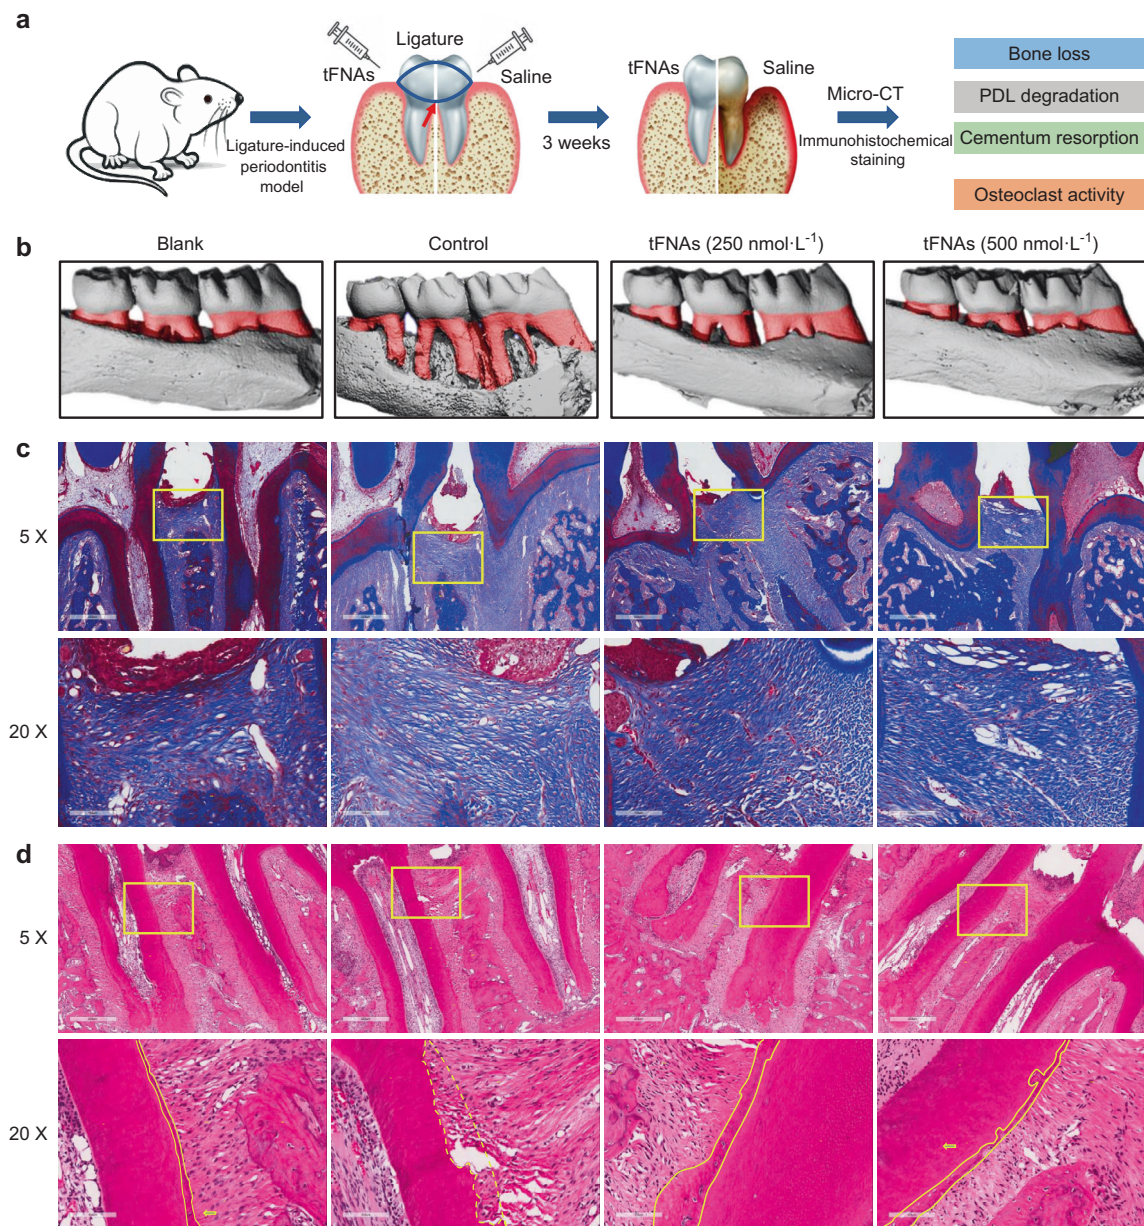 a
Ligature
tFNAs
Saline
Ligature-induced
periodontitis
model
3 weeks
tFNAs
Saline
Micro-CT
Immunohistochemical
staining
Bone loss
PDL degradation
Cementum resorption
Osteoclast activity
b
Blank
Control
tFNAs (250 nmol·L⁻¹)
tFNAs (500 nmol·L⁻¹)
c
5 X
20 X
d
5 X
20 X